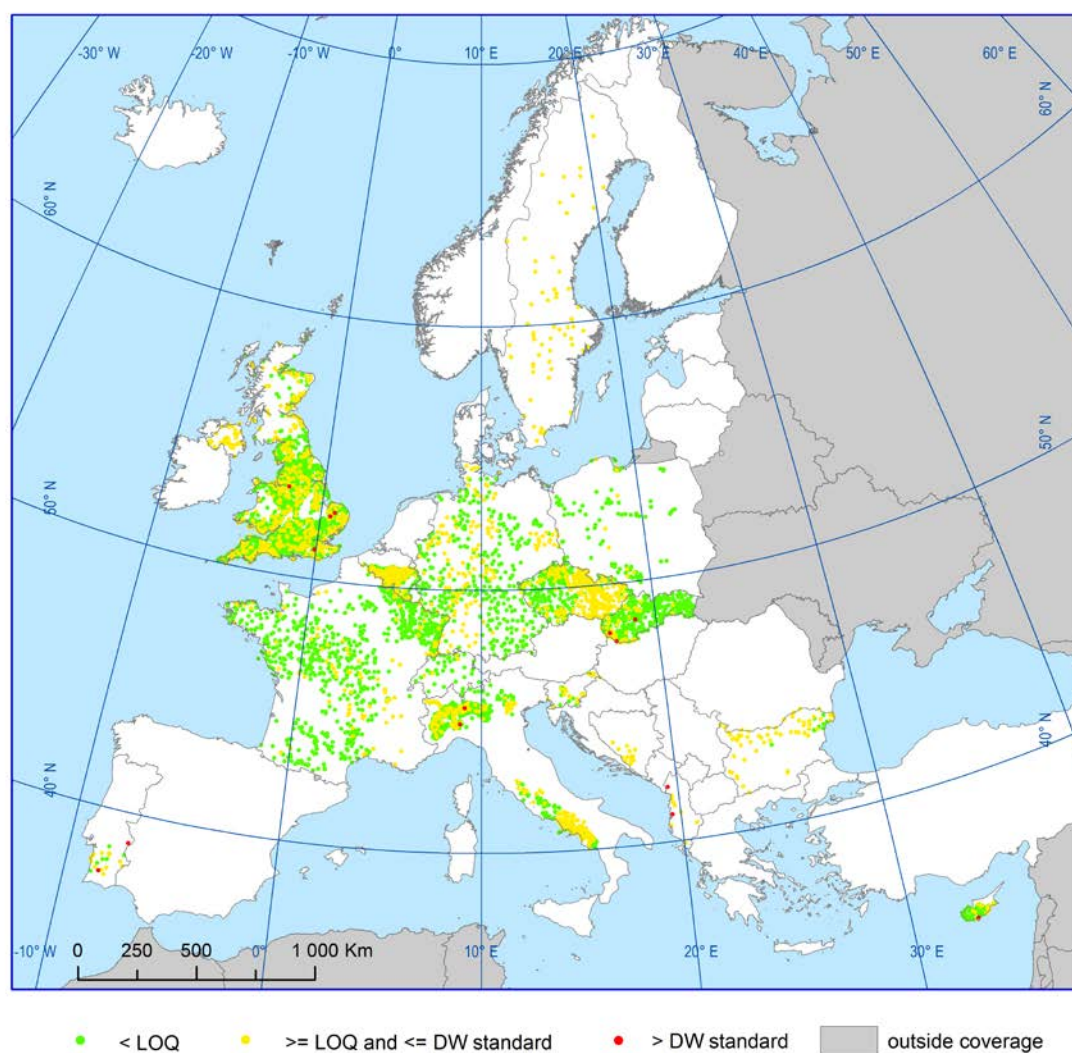 -30° W -20° W -10° W 0° 10° E 20° E 30° E 40° E 50° E 60° E
60° N
60° N
50° N
50° N
40° N
40° N
-10° W 0° 10° E 20° E 30° E
0 250 500 1 000 Km
< LOQ >= LOQ and <= DW standard > DW standard outside coverage